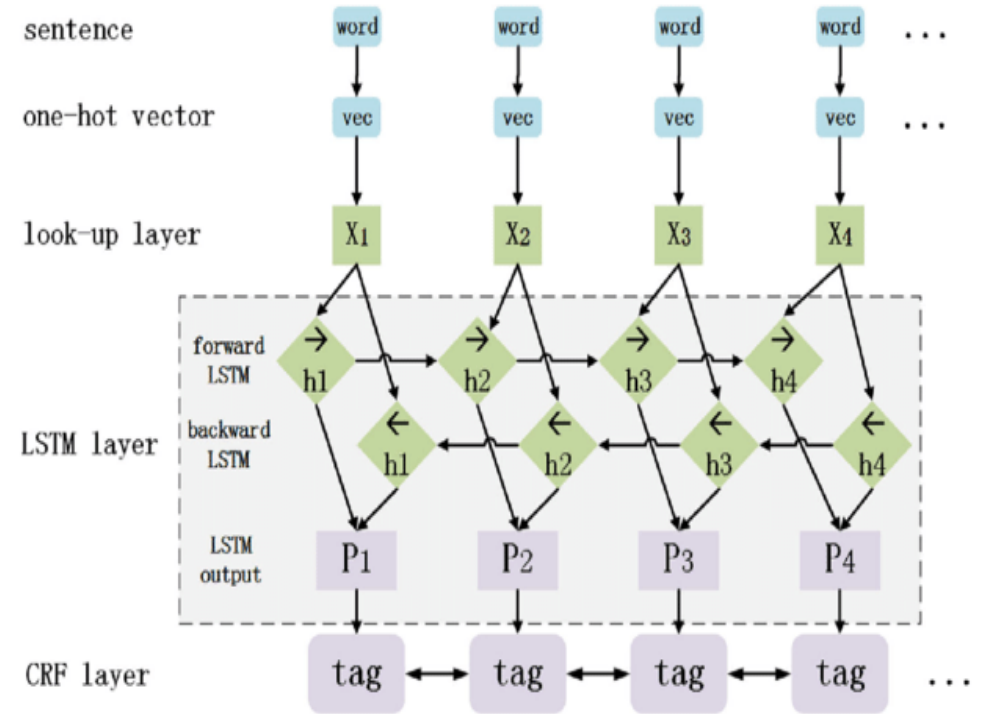 sentence word word word word ...
one-hot vector vec vec vec vec ...
look-up layer X1 X2 X3 X4
forward
LSTM
→ → → →
h1 h2 h3 h4
LSTM layer
backward
LSTM
← ← ← ←
h1 h2 h3 h4
LSTM
output
P1 P2 P3 P4
CRF layer tag tag tag tag ...